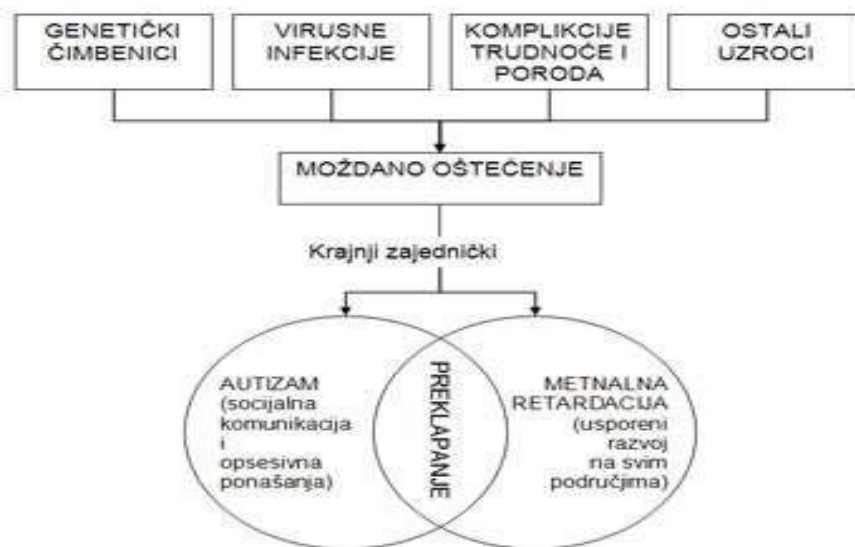 GENETIČKI
ČIMBENICI
VIRUSNE
INFEKCIJE
KOMPLIKCIJE
TRUDNOĆE I
PORODA
OSTALI
UZROCI
MOŽDANO OŠTEĆENJE
Krajnji zajednički
AUTIZAM
(socijalna
komunikacija
i
opsesivna
ponašanja)
PREKLAPANJE
METNALNA
RETARDACIJA
(usporeni
razvoj
na svim
područjima)